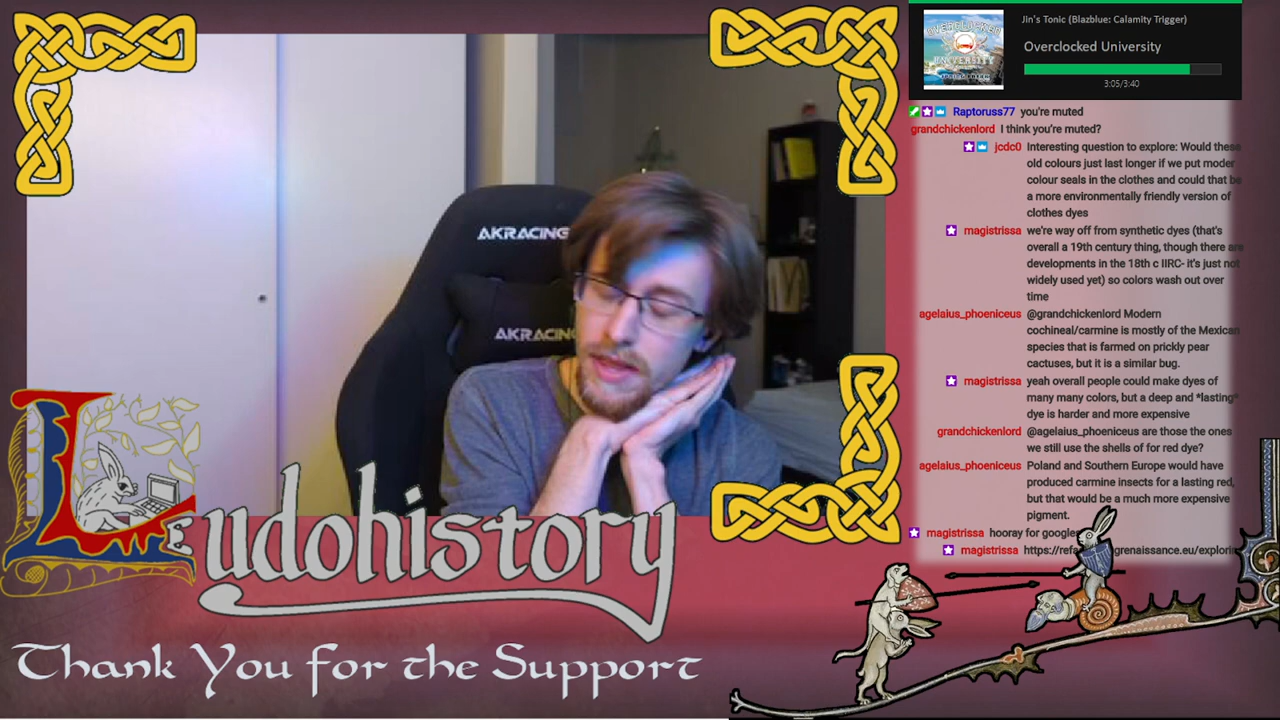 Jin's Tonic (Blazblue: Calamity Trigger)
Overclocked University
3:05/3:40
OVERCLOCKED
UNIVERSITY
Raptoruss77 you're muted
grandchickenlord I think you're muted?
jcdc0 Interesting question to explore: Would these
old colours just last longer if we put moder
colour seals in the clothes and could that be
a more environmentally friendly version of
clothes dyes
magistrissa we're way off from synthetic dyes (that's
overall a 19th century thing, though there are
developments in the 18th c IIRC- it's just not
widely used yet) so colors wash out over
time
agelaius_phoeniceus @grandchickenlord Modern
cochineal/carmine is mostly of the Mexican
species that is farmed on prickly pear
cactuses, but it is a similar bug.
magistrissa yeah overall people could make dyes of
many many colors, but a deep and *lasting*
dye is harder and more expensive
grandchickenlord @agelaius_phoeniceus are those the ones
we still use the shells of for red dye?
agelaius_phoeniceus Poland and Southern Europe would have
produced carmine insects for a lasting red,
but that would be a much more expensive
pigment.
magistrissa hooray for google
magistrissa https://refa grenaissance.eu/explorin
AKRACING
AKRACING
Ludohistory
Thank You for the Support